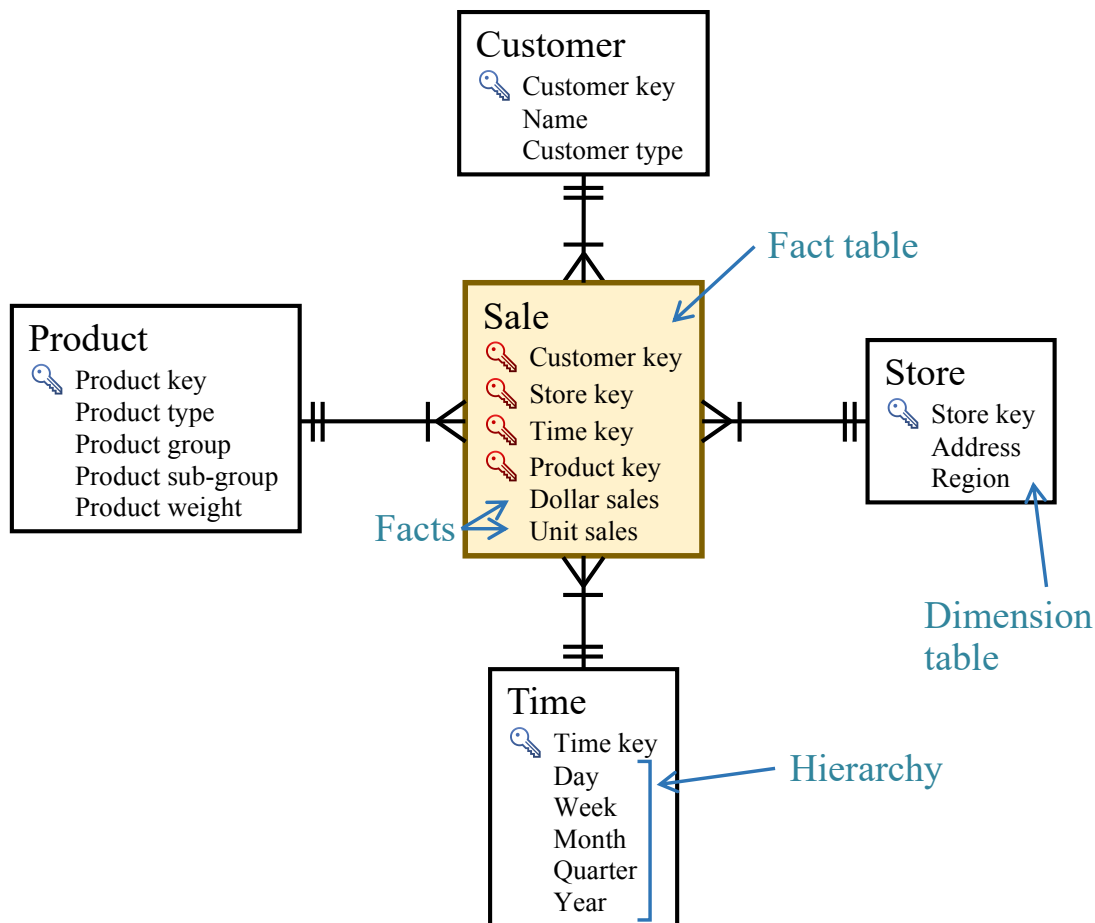 Customer
Customer key
Name
Customer type
Fact table
Product
Product key
Product type
Product group
Product sub-group
Product weight
Sale
Customer key
Store key
Time key
Product key
Dollar sales
Unit sales
Facts
Store
Store key
Address
Region
Dimension
table
Time
Time key
Day
Week
Month
Quarter
Year
Hierarchy